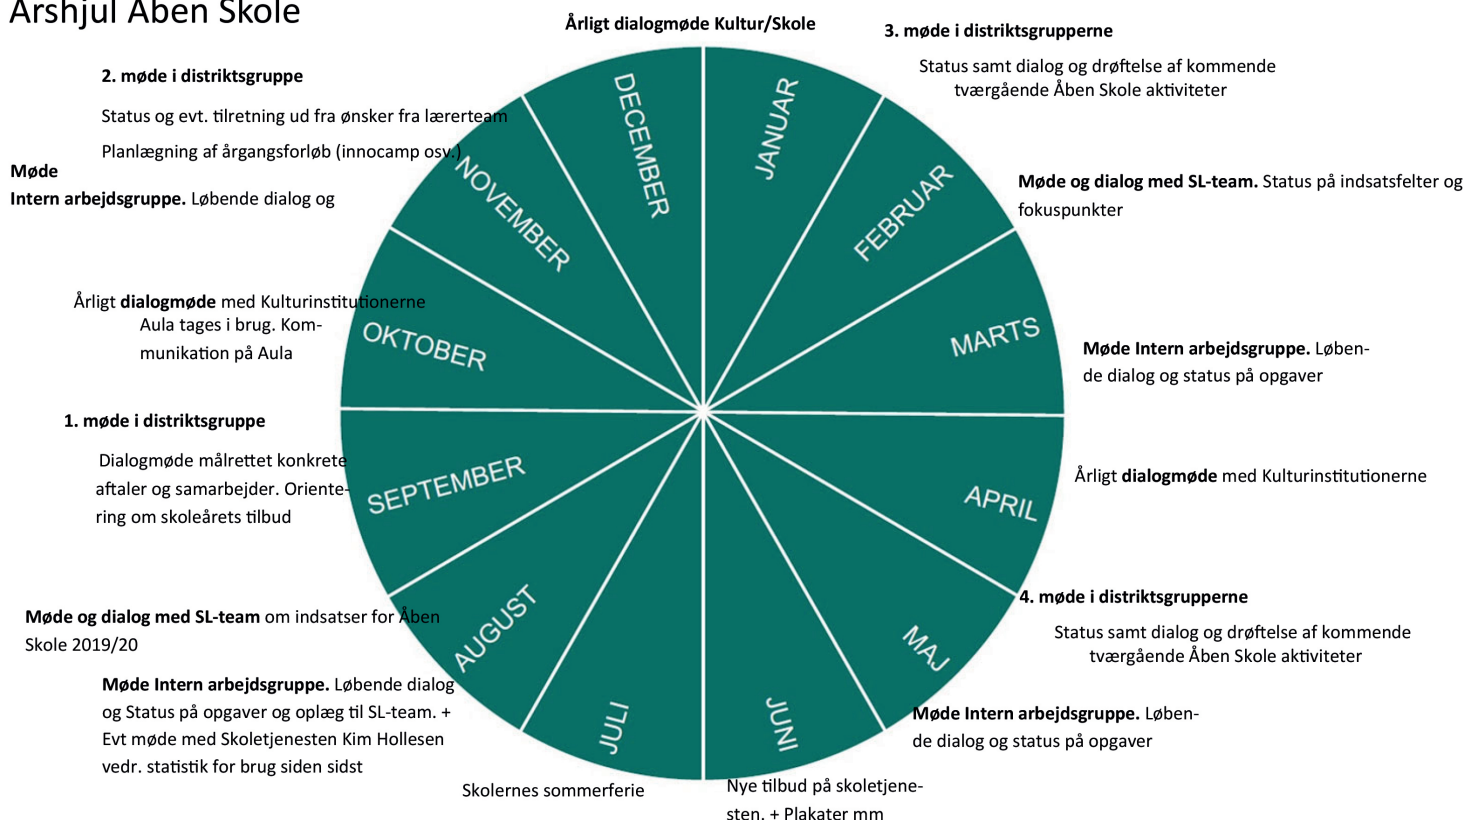 Årshjul Åben Skole
Årligt dialogmøde Kultur/Skole
3. møde i distriktsgrupperne
Status samt dialog og drøftelse af kommende
tværgående Åben Skole aktiviteter
2. møde i distriktsgruppe
Status og evt. tilretning ud fra ønsker fra lærerteam
Planlægning af årgangsforløb (innocamp osv.)
Møde
Intern arbejdsgruppe. Løbende dialog og
Møde og dialog med SL-team. Status på indsatsfelter og
fokuspunkter
Årligt dialogmøde med Kulturinstitutionerne
Aula tages i brug. Kom-
munikation på Aula
Møde Intern arbejdsgruppe. Løben-
de dialog og status på opgaver
1. møde i distriktsgruppe
Dialogmøde målrettet konkrete
aftaler og samarbejder. Oriente-
ring om skoleårets tilbud
Årligt dialogmøde med Kulturinstitutionerne
Møde og dialog med SL-team om indsatser for Åben
Skole 2019/20
4. møde i distriktsgrupperne
Status samt dialog og drøftelse af kommende
tværgående Åben Skole aktiviteter
Møde Intern arbejdsgruppe. Løbende dialog
og Status på opgaver og oplæg til SL-team. +
Evt møde med Skoletjenesten Kim Hollesen
vedr. statistik for brug siden sidst
Møde Intern arbejdsgruppe. Løben-
de dialog og status på opgaver
Skolernes sommerferie
Nye tilbud på skoletjene-
sten. + Plakater mm
JANUAR
FEBRUAR
MARTS
APRIL
MAJ
JUNI
JULI
AUGUST
SEPTEMBER
OKTOBER
NOVEMBER
DECEMBER